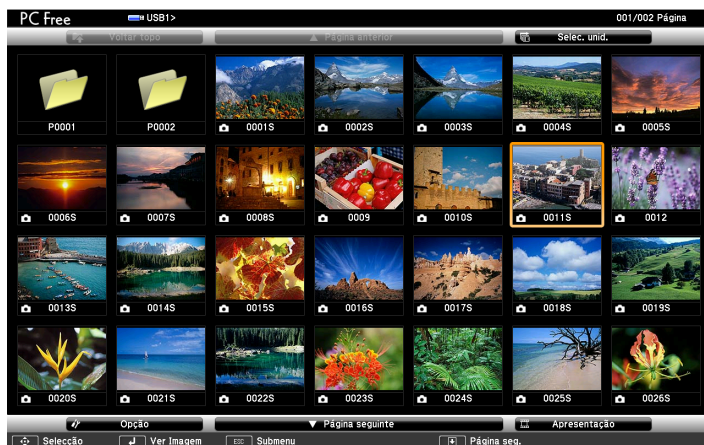 PC Free USB1> 001/002 Página
Voltar topo Página anterior Selec. unid.
P0001 P0002 0001S 0002S 0003S 0004S 0005S
0006S 0007S 0008S 0009 0010S 0011S 0012
0013S 0014S 0015S 0016S 0017S 0018S 0019S
0020S 0021S 0022S 0023S 0024S 0025S 0026S
Opção Página seguinte Apresentação
Selecção Ver Imagem ESC Submenu Página seg.